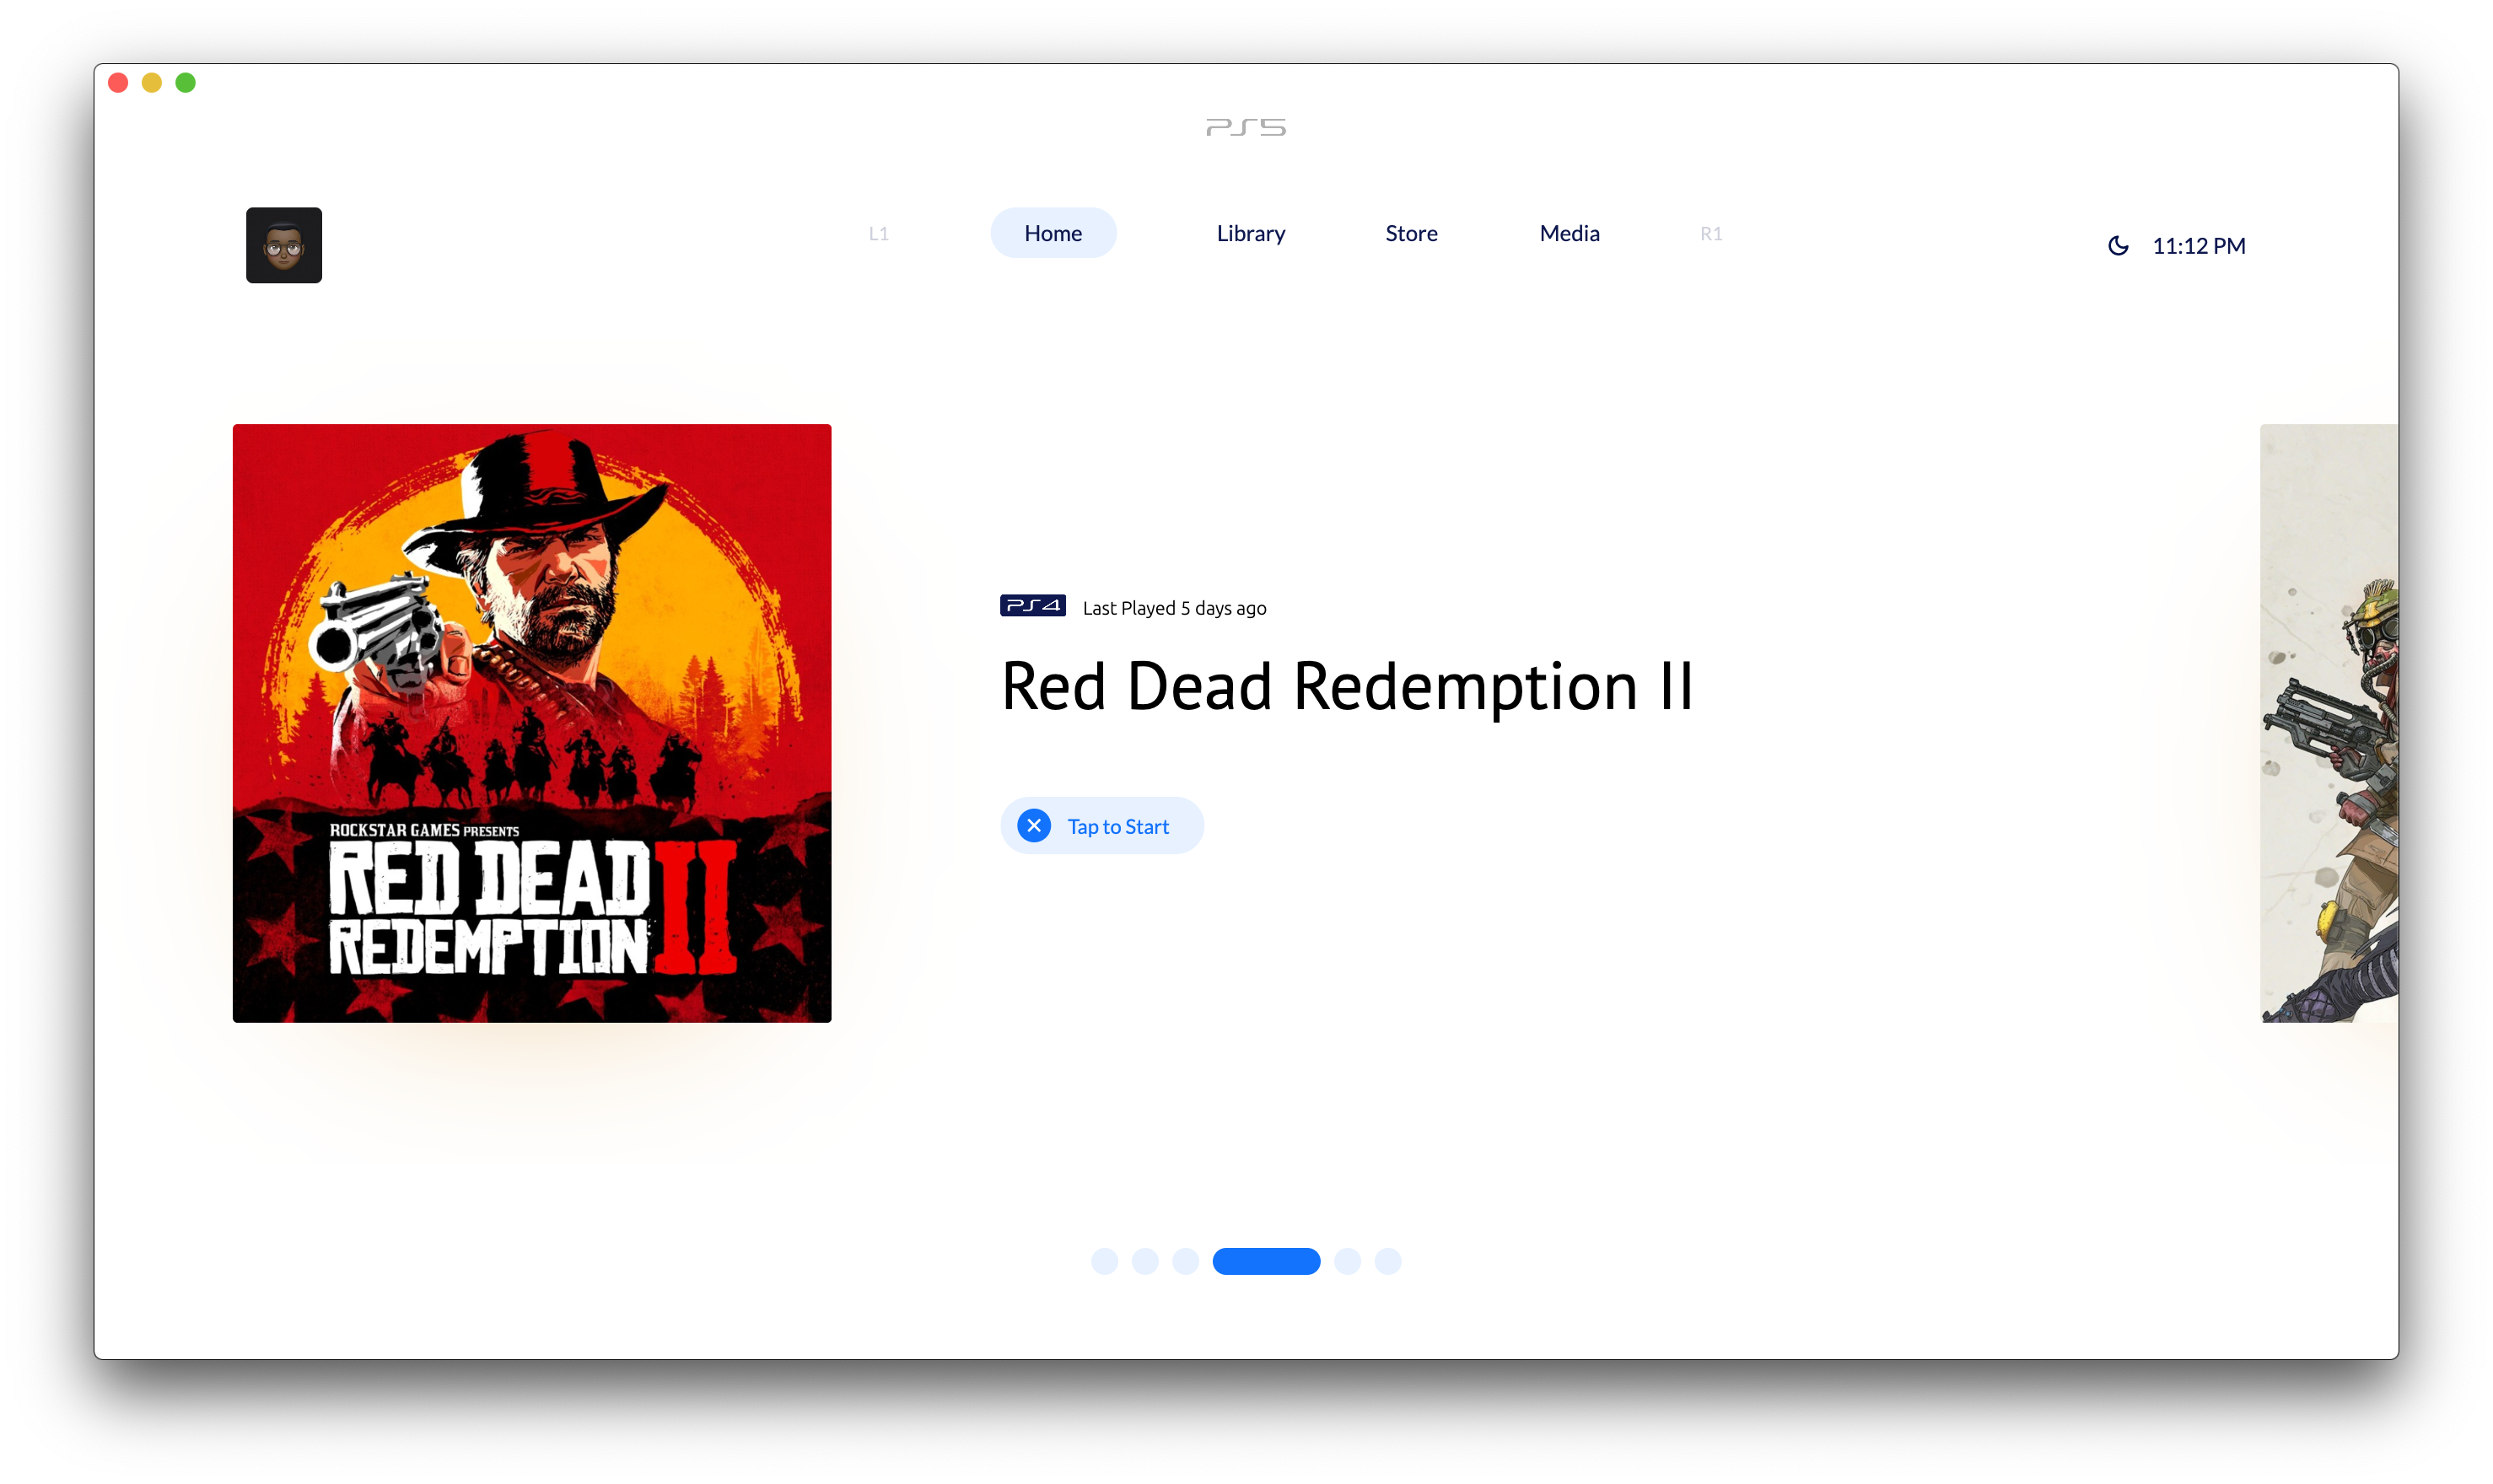 PS5
L1
Home
Library
Store
Media
R1
11:12 PM
ROCKSTAR GAMES PRESENTS
RED DEAD
REDEMPTION II
PS4 Last Played 5 days ago
Red Dead Redemption II
Tap to Start